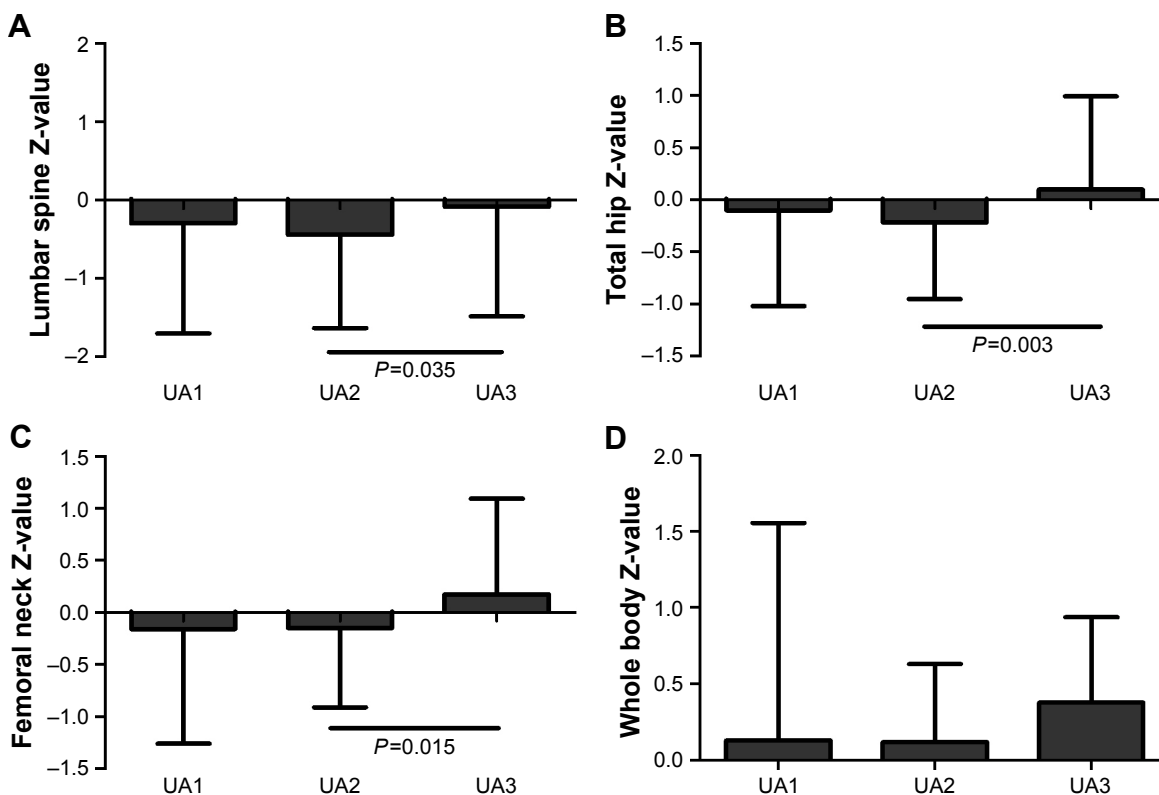 A
Lumbar spine Z-value
2
1
0
–1
–2
P=0.035
UA1 UA2 UA3
B
Total hip Z-value
1.5
1.0
0.5
0.0
–0.5
–1.0
–1.5
P=0.003
UA1 UA2 UA3
C
Femoral neck Z-value
1.5
1.0
0.5
0.0
–0.5
–1.0
–1.5
P=0.015
UA1 UA2 UA3
D
Whole body Z-value
2.0
1.5
1.0
0.5
0.0
UA1 UA2 UA3